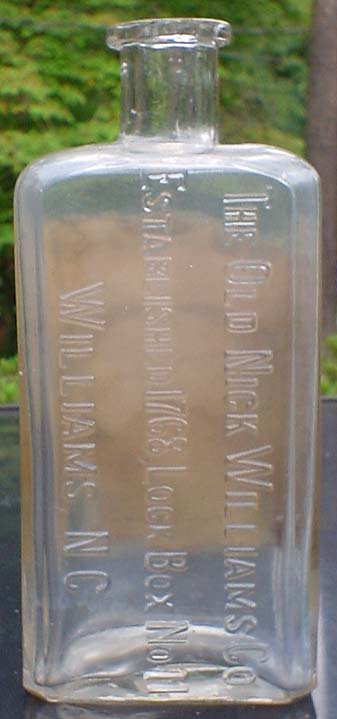 THE OLD NICK WILLIAMS CO
ESTABLISHED 1768, LOCK BOX NO 11
WILLIAMS, N C